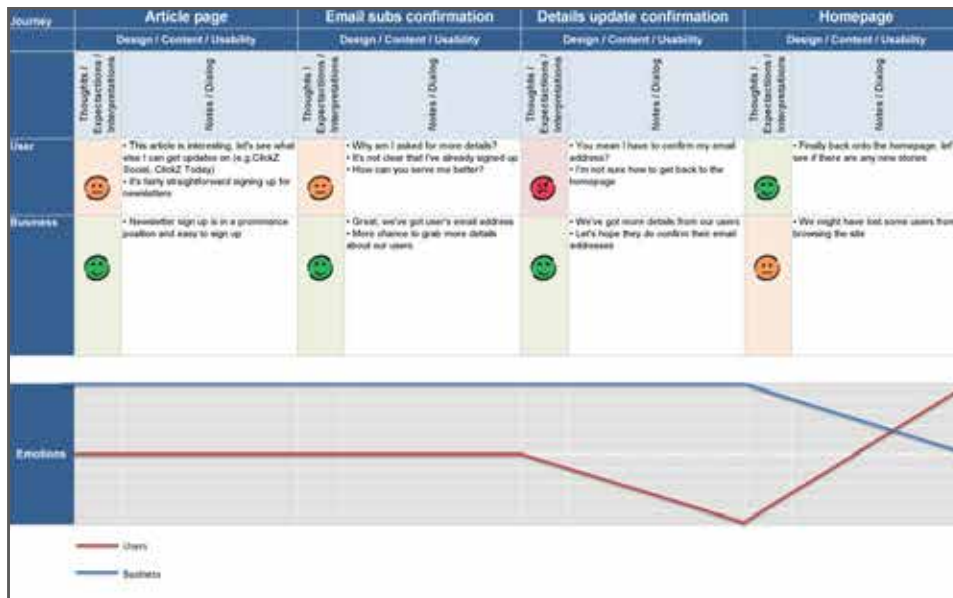 Journey
Article page
Email subs confirmation
Details update confirmation
Homepage
Design / Content / Usability
Design / Content / Usability
Design / Content / Usability
Design / Content / Usability
Thoughts /
Expectactions /
Interpretations
Notes / Dialog
Thoughts /
Expectactions /
Interpretations
Notes / Dialog
Thoughts /
Expectactions /
Interpretations
Notes / Dialog
Thoughts /
Expectactions /
Interpretations
Notes / Dialog
User
• This article is interesting, let's see what
else I can get updates on (e.g.ClickZ
Social, ClickZ Today)
• It's fairly straightforward signing up for
newsletters
• Why am I asked for more details?
• It's not clear that I've already signed up
• How can you serve me better?
• You mean I have to confirm my email
address?
• I'm not sure how to get back to the
homepage
• Finally back onto the homepage, let'
see if there are any new stories
Business
• Newsletter sign up is in a prominence
position and easy to sign up
• Great, we've got user's email address
• More chance to grab more details
about our users
• We've got more details from our users
• Let's hope they do confirm their email
addresses
• We might have lost some users from
browsing the site
Emotions
Users
Business